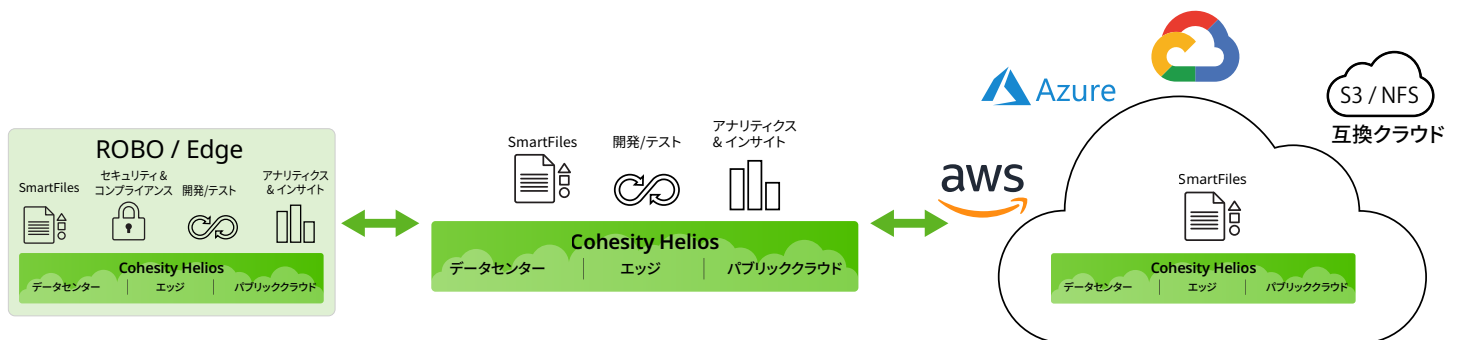 ROBO / Edge
SmartFiles
セキュリティ&
コンプライアンス
開発/テスト
アナリティクス
&インサイト
Cohesity Helios
データセンター
エッジ
パブリッククラウド
SmartFiles
開発/テスト
アナリティクス
&インサイト
Cohesity Helios
データセンター
エッジ
パブリッククラウド
aws
Azure
S3 / NFS
互換クラウド
SmartFiles
Cohesity Helios
データセンター
エッジ
パブリッククラウド